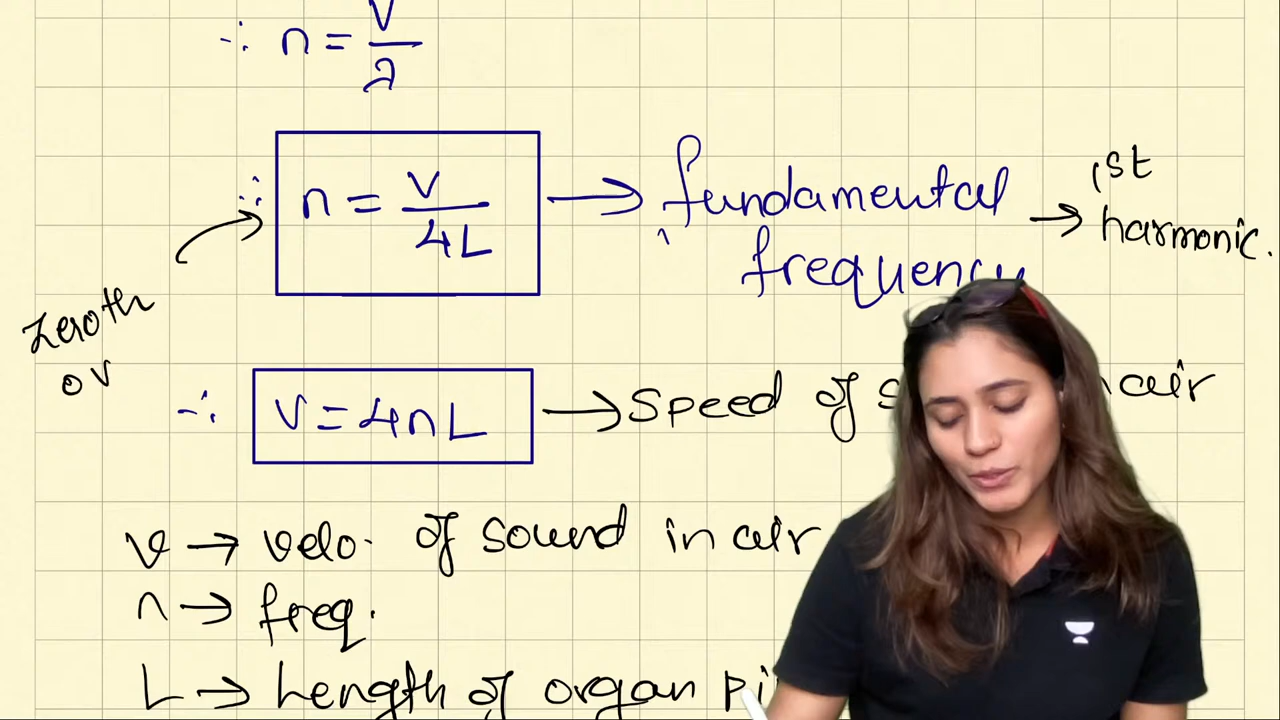 ∴ n = V/λ
∴ n = V/4L → fundamental frequency → 1st harmonic.
Zeroth
OV
∴ V = 4nL → Speed of s air
v → velo. of sound in air
n → freq.
L → Length of organ pi